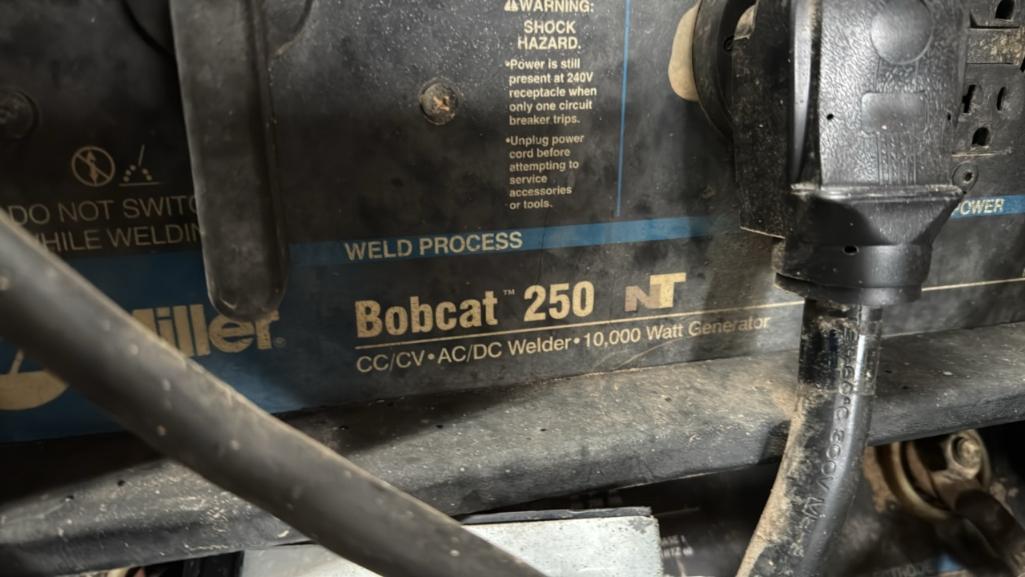 ⚠WARNING:
SHOCK
HAZARD.
•Power is still
present at 240V
receptacle when
only one circuit
breaker trips.
•Unplug power
cord before
attempting to
service
accessories
or tools.
DO NOT SWITC
WHILE WELDIN
POWER
WELD PROCESS
Miller®
Bobcat™ 250 NT
CC/CV•AC/DC Welder•10,000 Watt Generator